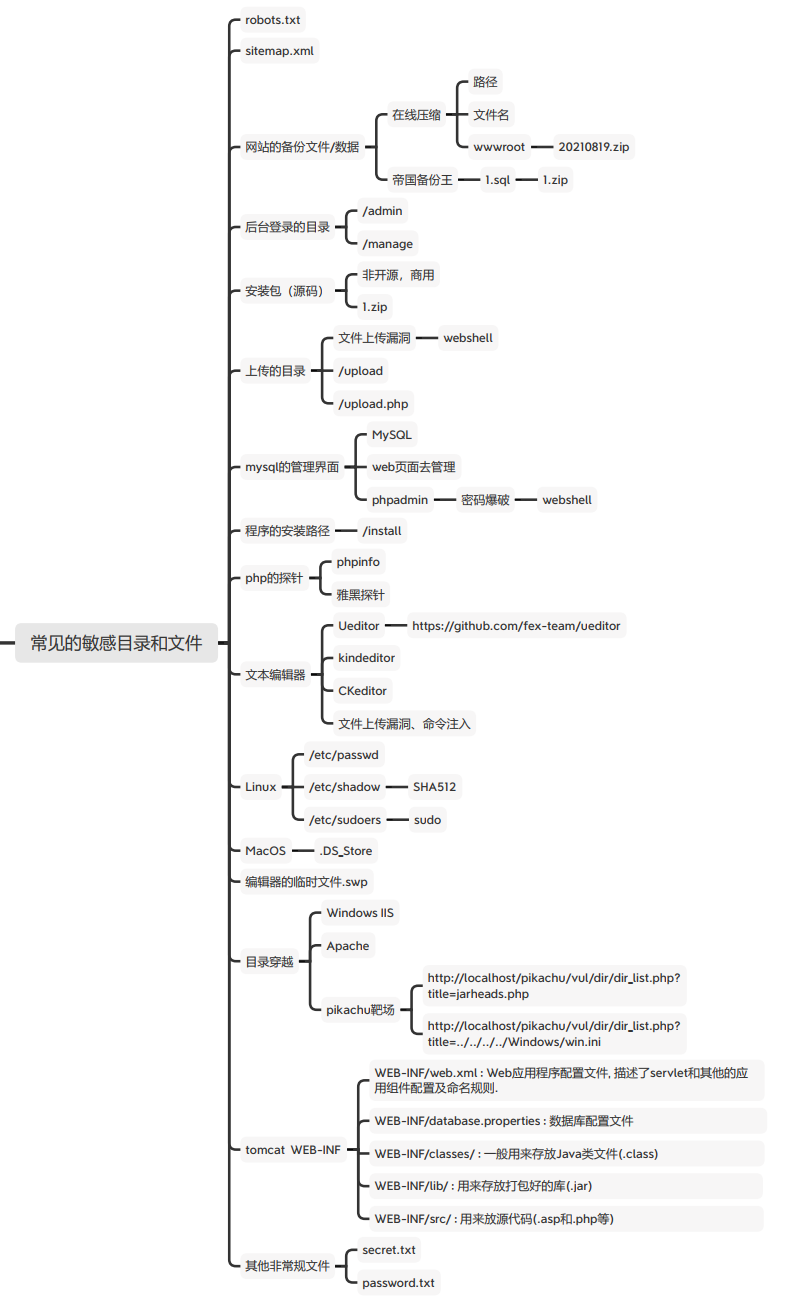 robots.txt
sitemap.xml
路径
在线压缩
文件名
网站的备份文件/数据
wwwroot
20210819.zip
帝国备份王
1.sql
1.zip
/admin
后台登录的目录
/manage
非开源，商用
安装包（源码）
1.zip
文件上传漏洞
webshell
上传的目录
/upload
/upload.php
MySQL
mysql的管理界面
web页面去管理
phpadmin
密码爆破
webshell
程序的安装路径
/install
phpinfo
php的探针
雅黑探针
Ueditor
https://github.com/fex-team/ueditor
常见的敏感目录和文件
kindeditor
文本编辑器
CKeditor
文件上传漏洞、命令注入
/etc/passwd
Linux
/etc/shadow
SHA512
/etc/sudoers
sudo
MacOS
.DS_Store
编辑器的临时文件.swp
Windows IIS
目录穿越
Apache
pikachu靶场
http://localhost/pikachu/vul/dir/dir_list.php?
title=jarheads.php
http://localhost/pikachu/vul/dir/dir_list.php?
title=../../../../Windows/win.ini
tomcat WEB-INF
WEB-INF/web.xml : Web应用程序配置文件, 描述了servlet和其他的应
用组件配置及命名规则.
WEB-INF/database.properties : 数据库配置文件
WEB-INF/classes/ : 一般用来存放Java类文件(.class)
WEB-INF/lib/ : 用来存放打包好的库(.jar)
WEB-INF/src/ : 用来放源代码(.asp和.php等)
secret.txt
其他非常规文件
password.txt